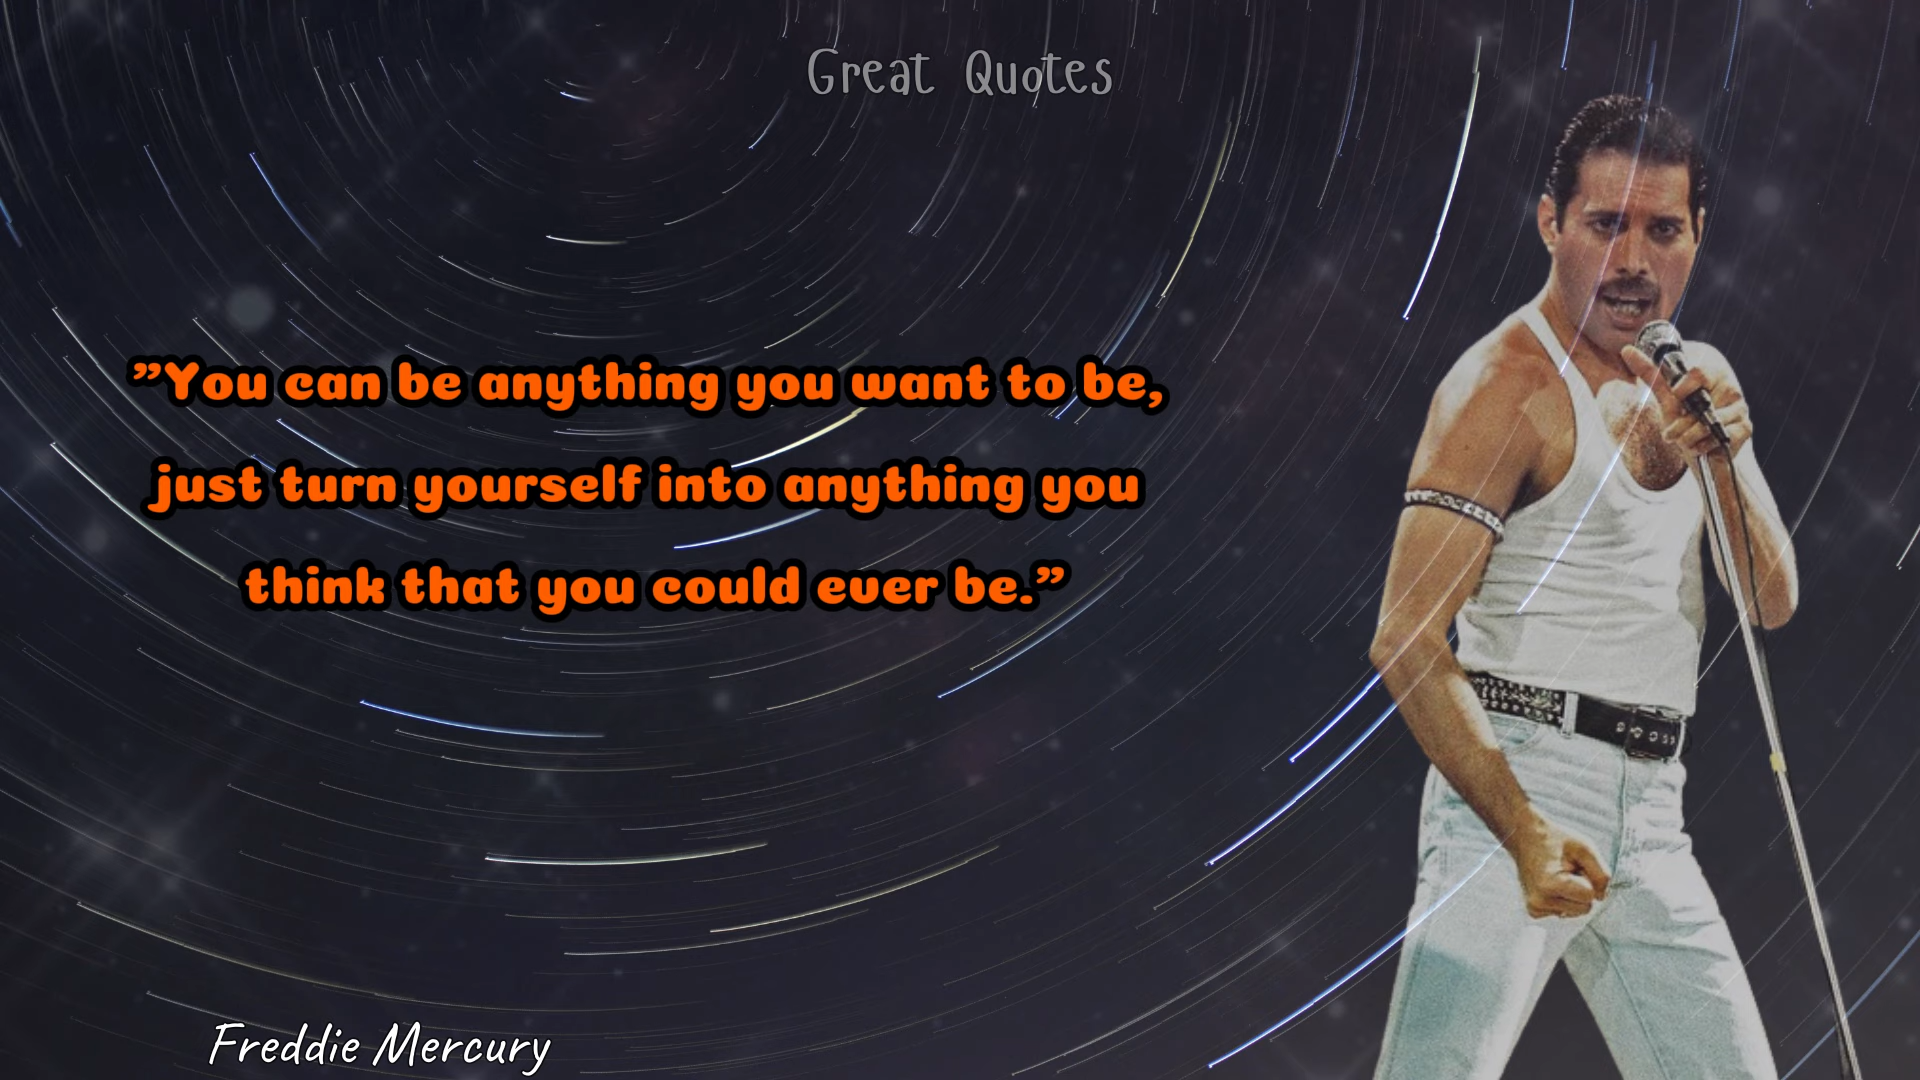 Great Quotes
”You can be anything you want to be,
just turn yourself into anything you
think that you could ever be.”
Freddie Mercury